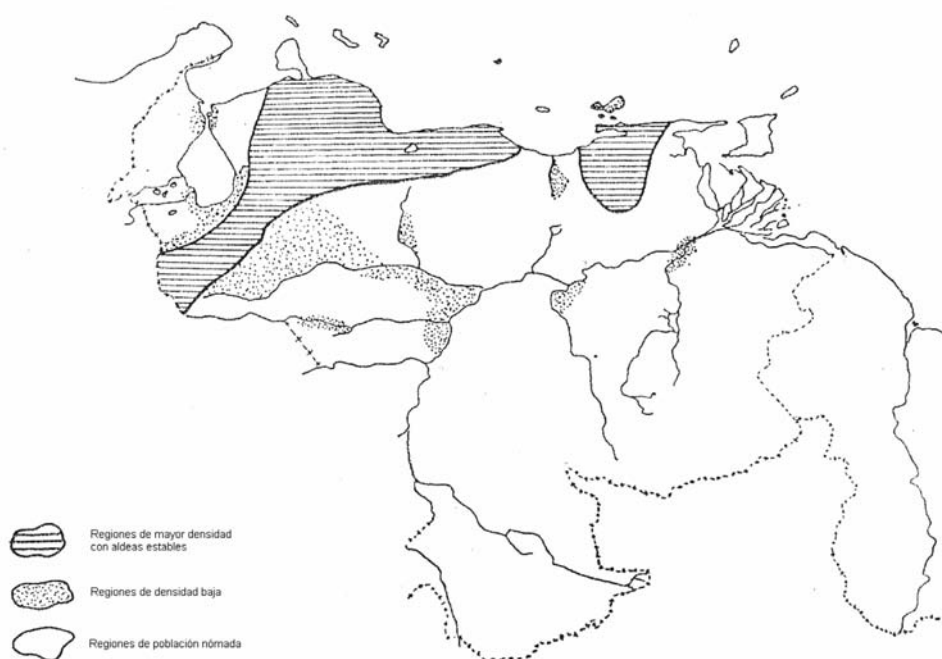 Regiones de mayor densidad
con aldeas estables
Regiones de densidad baja
Regiones de población nómada